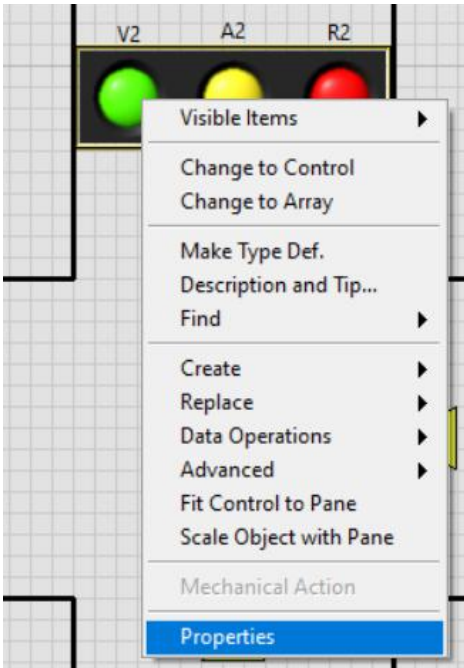 V2 A2 R2
Visible Items
Change to Control
Change to Array
Make Type Def.
Description and Tip...
Find
Create
Replace
Data Operations
Advanced
Fit Control to Pane
Scale Object with Pane
Mechanical Action
Properties